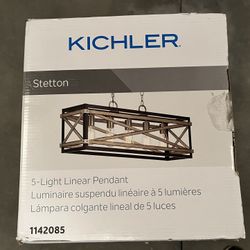 KICHLER
Stetton
5-Light Linear Pendant
Luminaire suspendu linéaire à 5 lumières
Lámpara colgante lineal de 5 luces
1142085